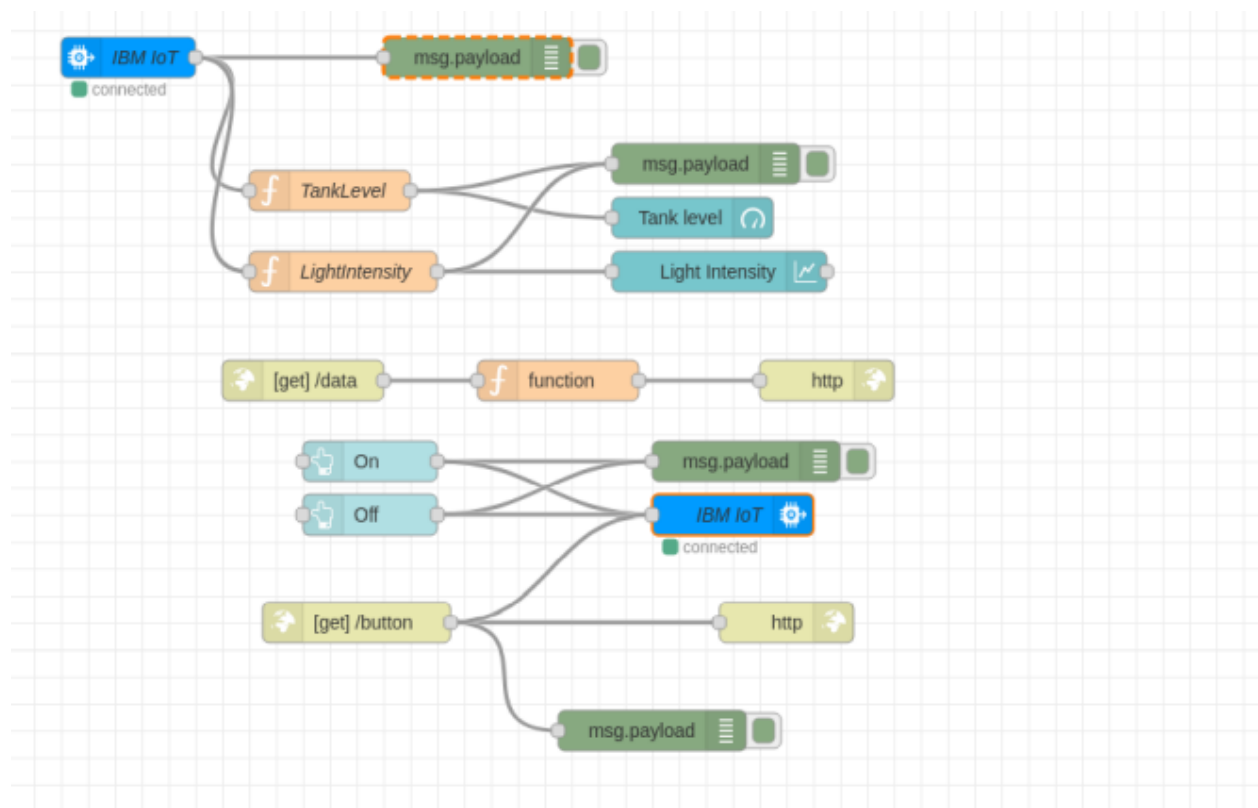 IBM IoT
msg.payload
connected
msg.payload
TankLevel
Tank level
LightIntensity
Light Intensity
[get] /data
function
http
On
msg.payload
Off
IBM IoT
connected
[get] /button
http
msg.payload